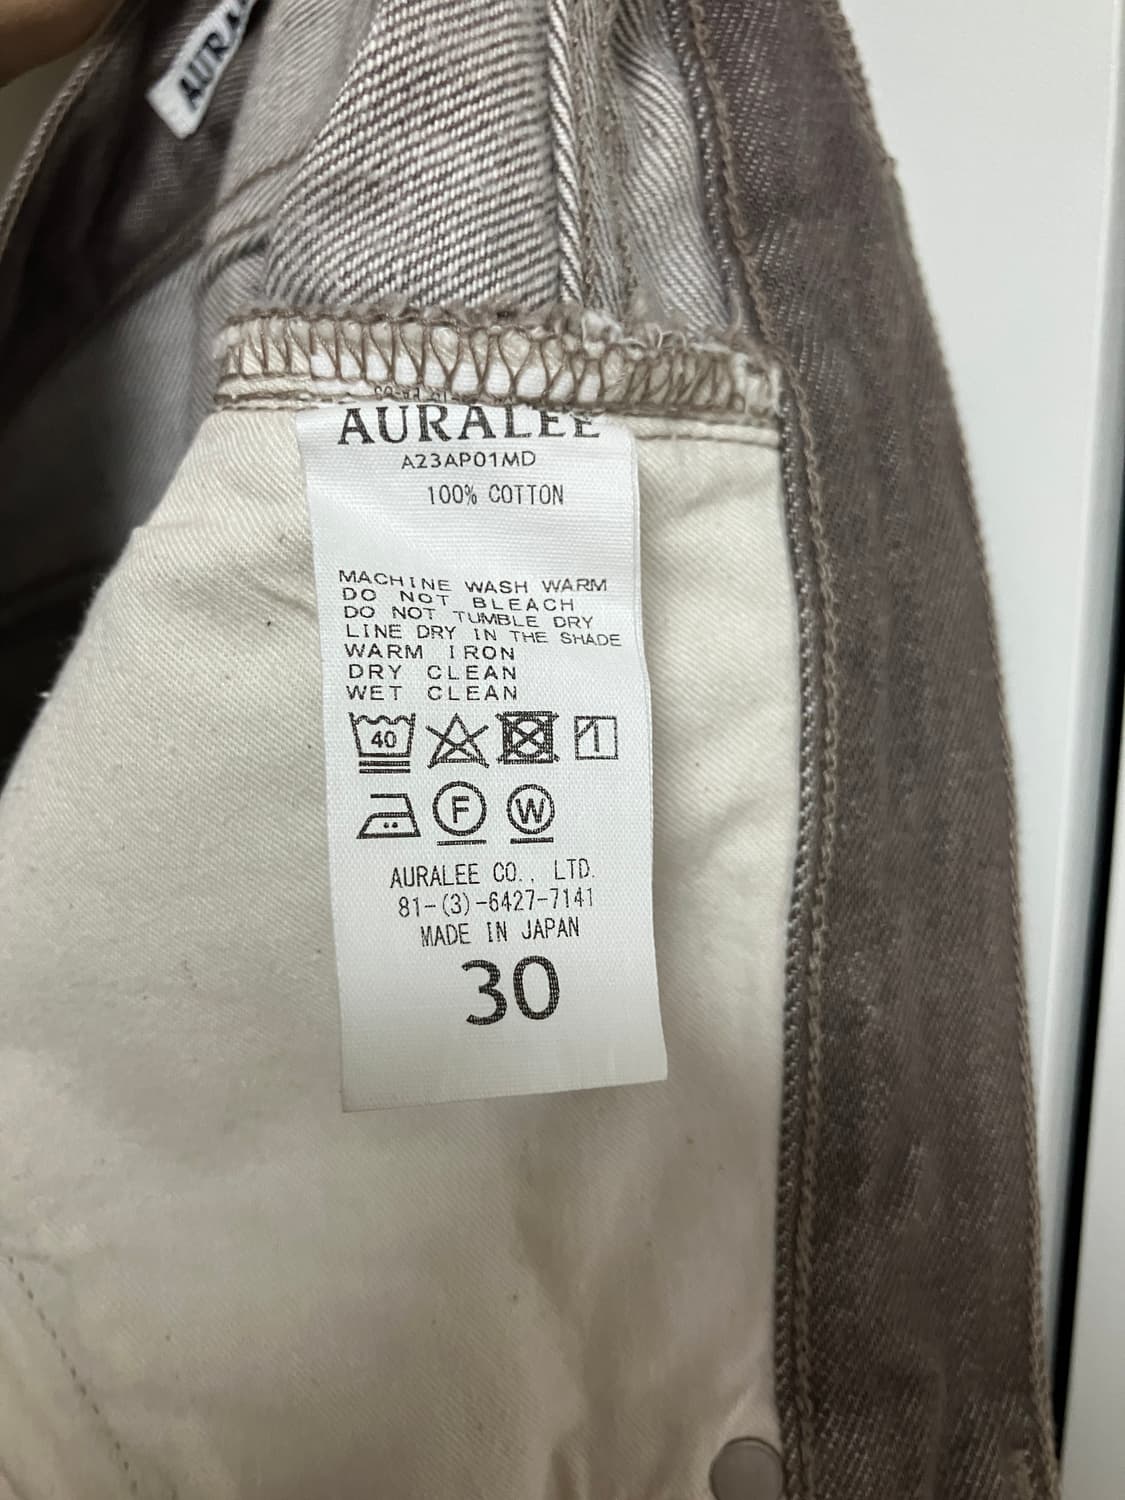 AURA
AURALEE
A23AP01MD
100% COTTON
MACHINE WASH WARM
DO NOT BLEACH
DO NOT TUMBLE DRY
LINE DRY IN THE SHADE
WARM IRON
DRY CLEAN
WET CLEAN
40
F W
AURALEE CO., LTD.
81-(3)-6427-7141
MADE IN JAPAN
30